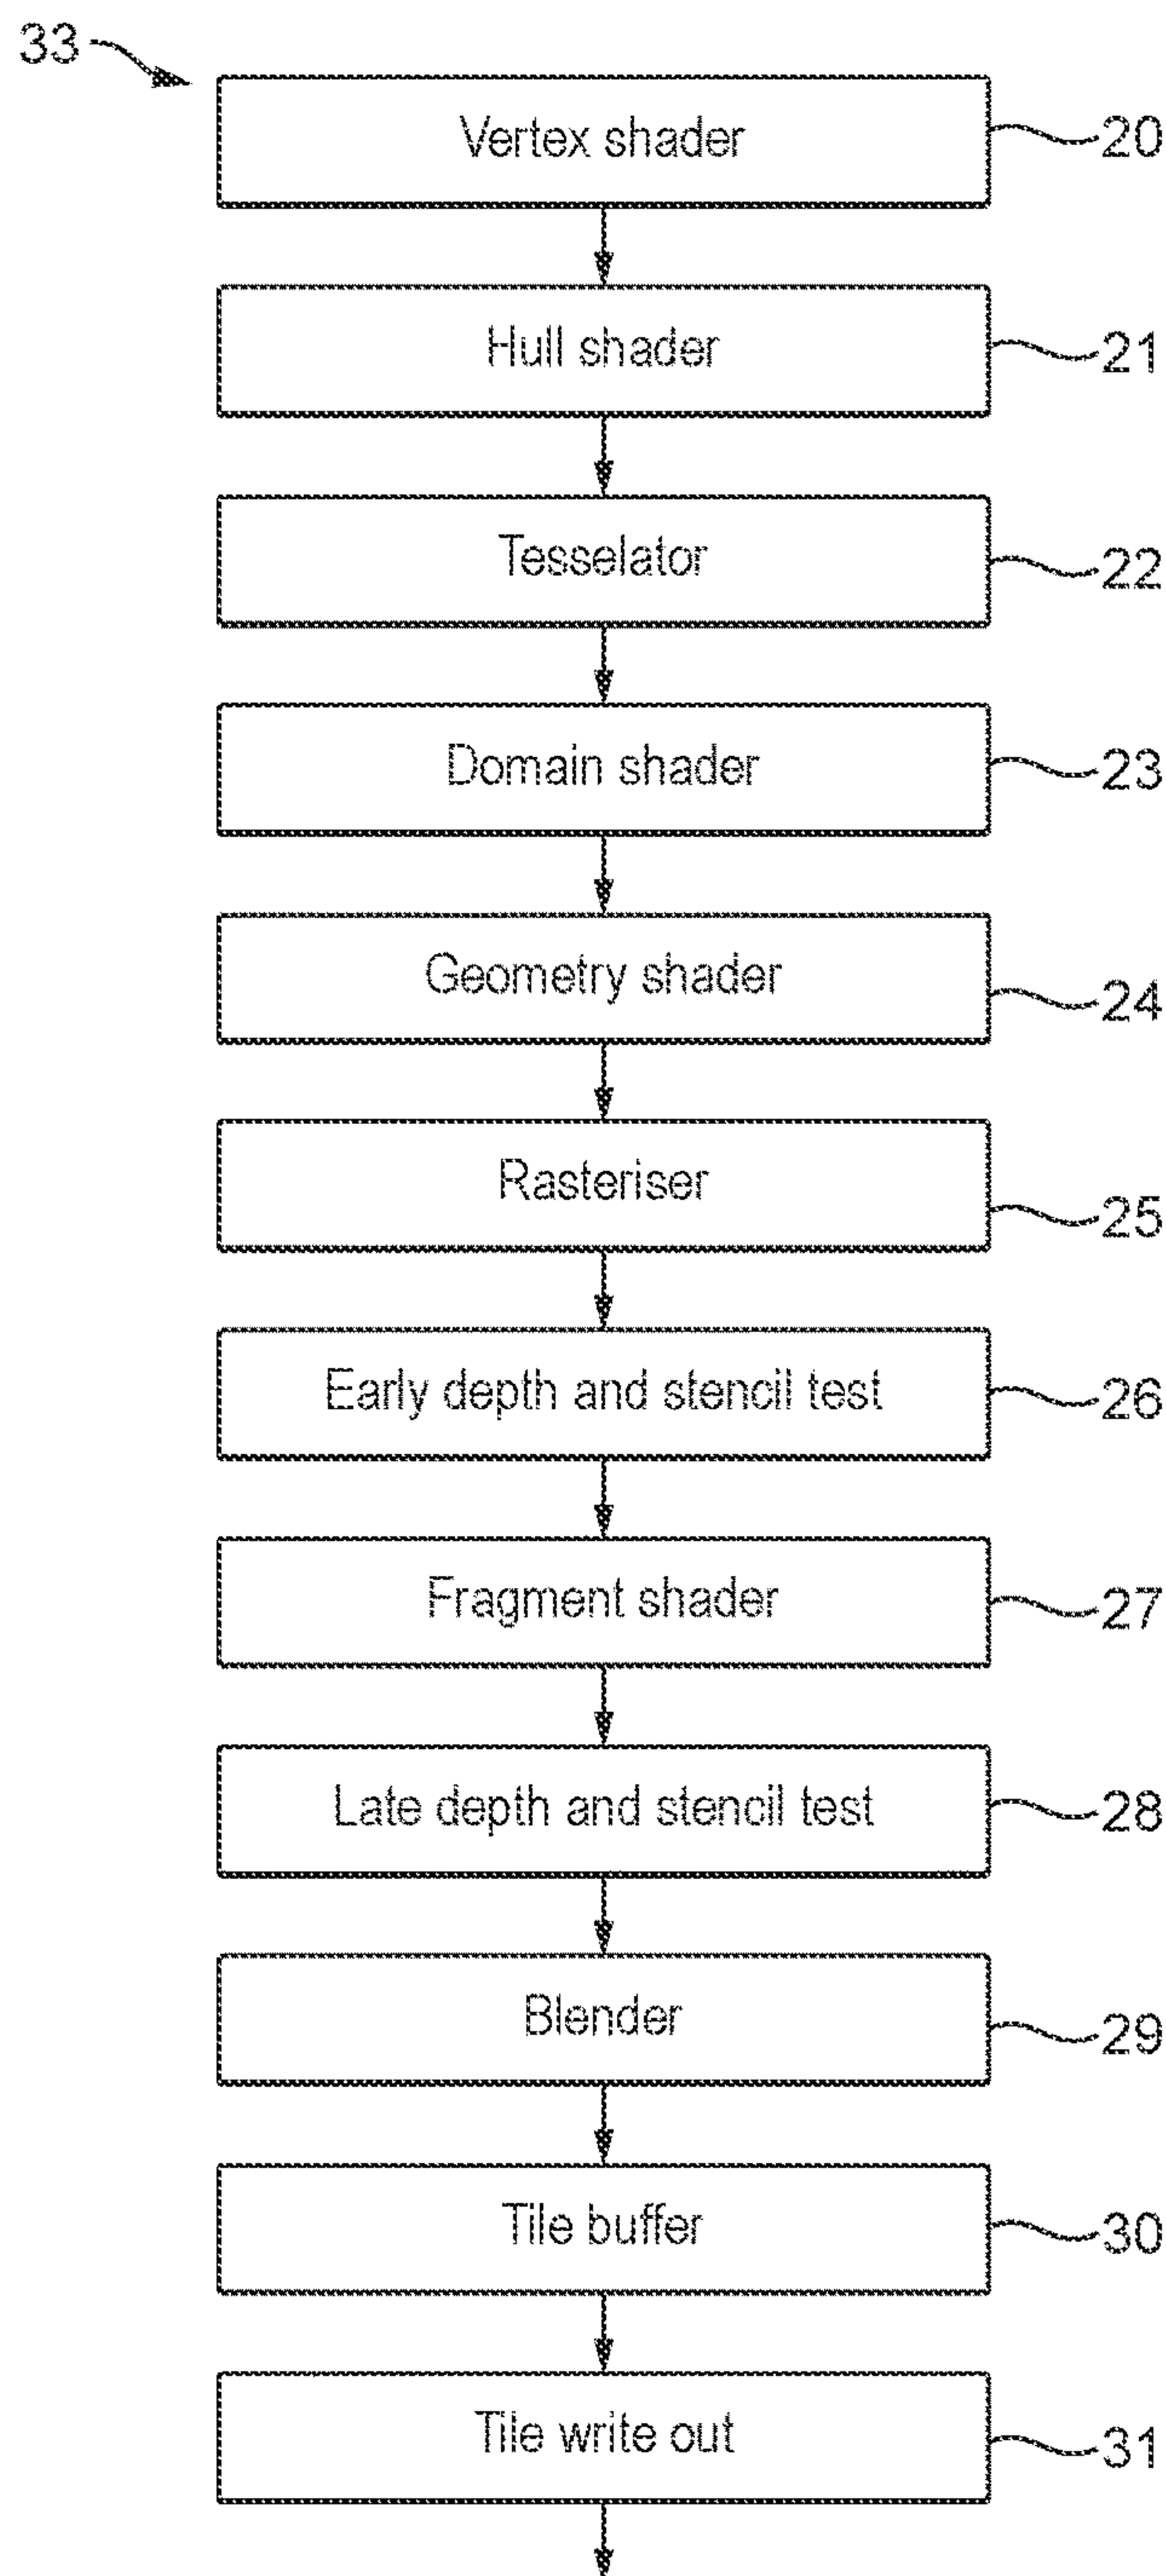 33
Vertex shader 20
Hull shader 21
Tesselator 22
Domain shader 23
Geometry shader 24
Rasteriser 25
Early depth and stencil test 26
Fragment shader 27
Late depth and stencil test 28
Blender 29
Tile buffer 30
Tile write out 31